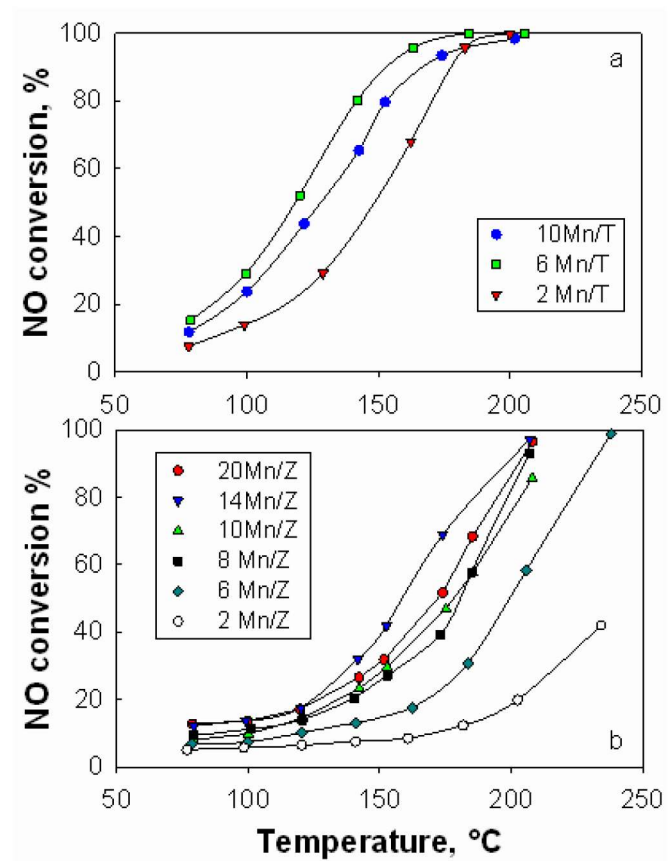 100
80
60
40
20
0
NO conversion, %
a
10Mn/T
6 Mn/T
2 Mn/T
50 100 150 200 250
100
80
60
40
20
0
NO conversion %
20Mn/Z
14Mn/Z
10Mn/Z
8 Mn/Z
6 Mn/Z
2 Mn/Z
b
50 100 150 200 250
Temperature, °C